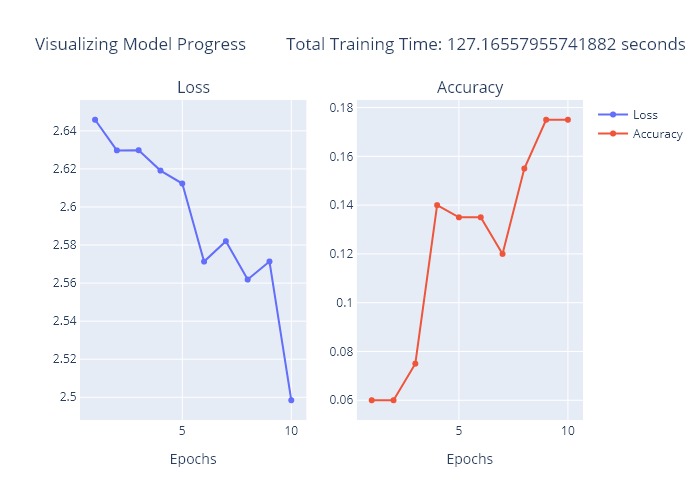 Visualizing Model Progress Total Training Time: 127.16557955741882 seconds
Loss
Accuracy
2.64
2.62
2.6
2.58
2.56
2.54
2.52
2.5
5
10
Epochs
0.18
0.16
0.14
0.12
0.1
0.08
0.06
5
10
Epochs
Loss
Accuracy